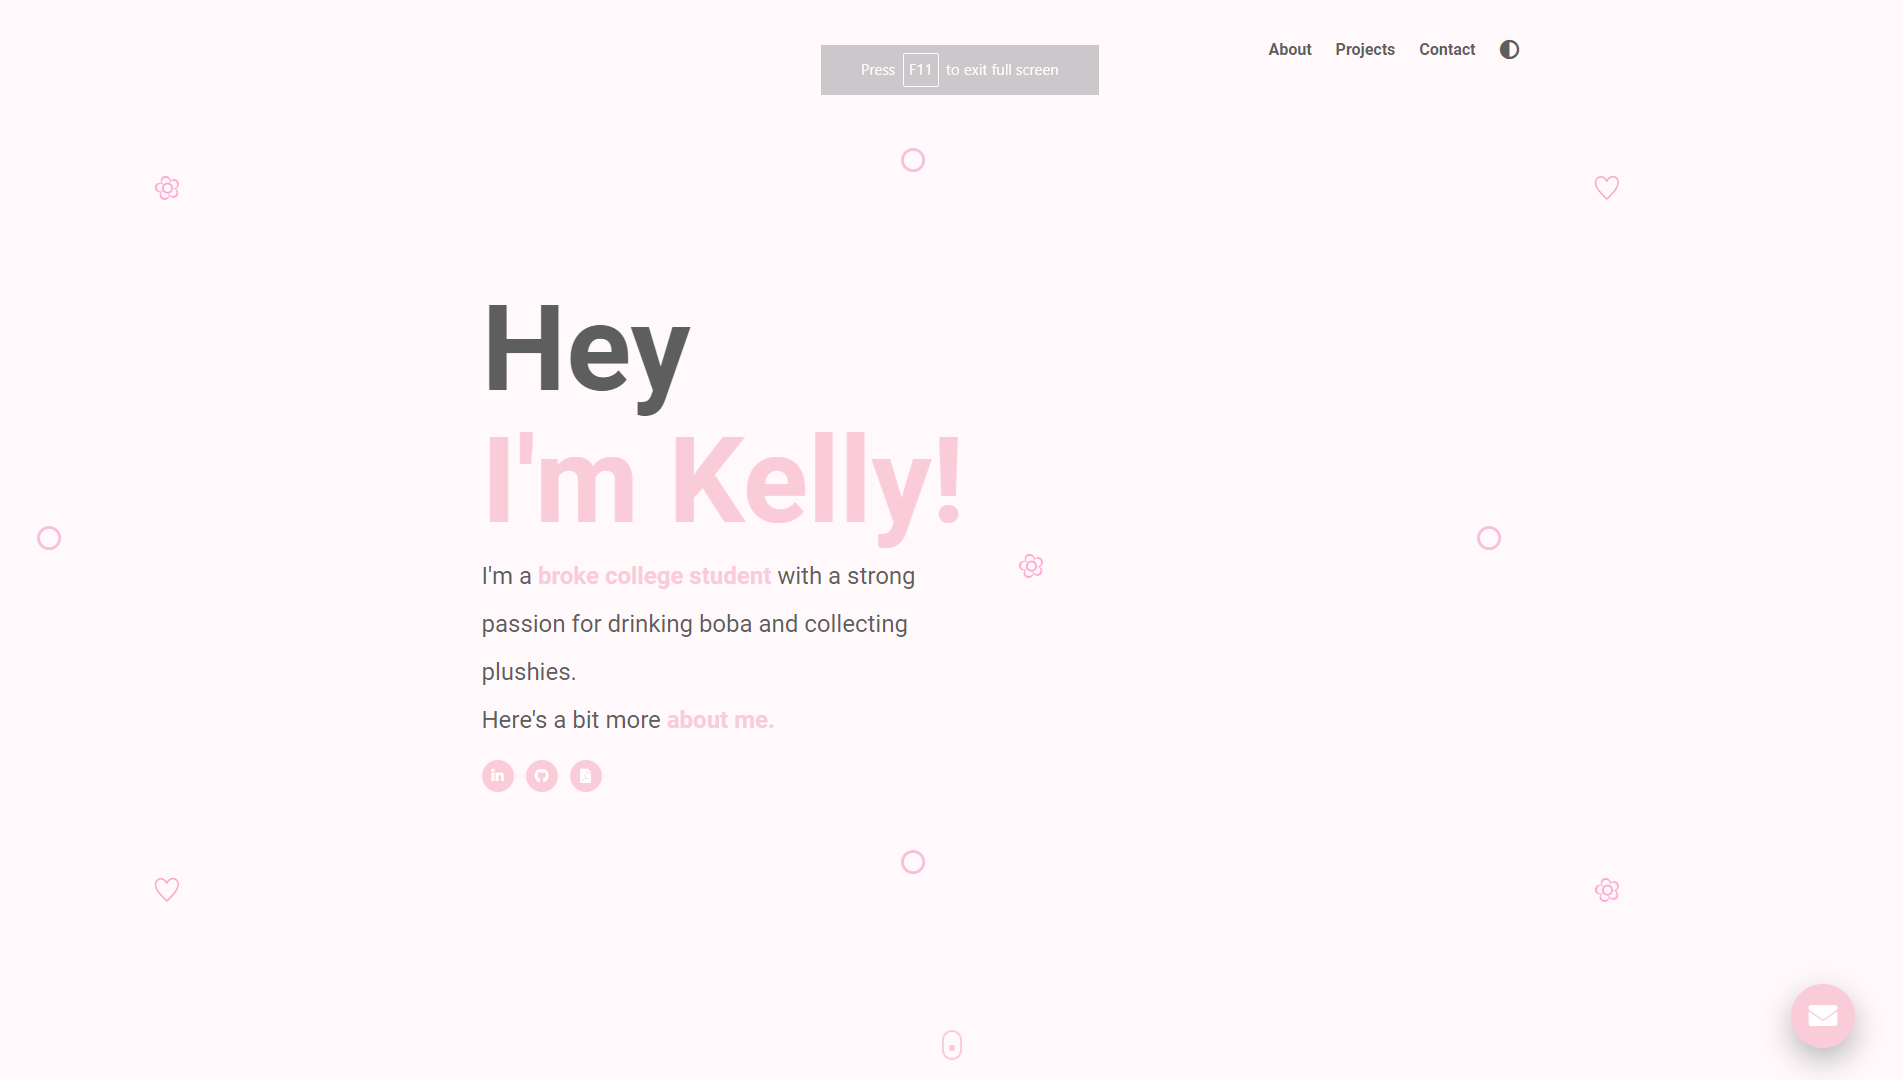 About Projects Contact
Press F11 to exit full screen
Hey
I'm Kelly!
I'm a broke college student with a strong
passion for drinking boba and collecting
plushies.
Here's a bit more about me.
in